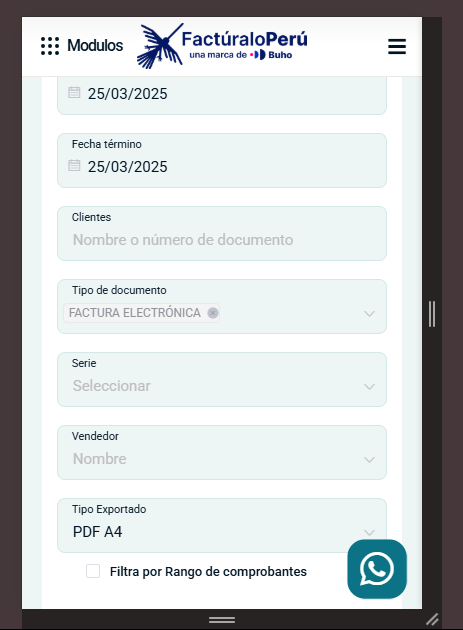 Modulos
FactúraloPerú
una marca de Buho
25/03/2025
Fecha término
25/03/2025
Clientes
Nombre o número de documento
Tipo de documento
FACTURA ELECTRÓNICA
Serie
Seleccionar
Vendedor
Nombre
Tipo Exportado
PDF A4
Filtra por Rango de comprobantes